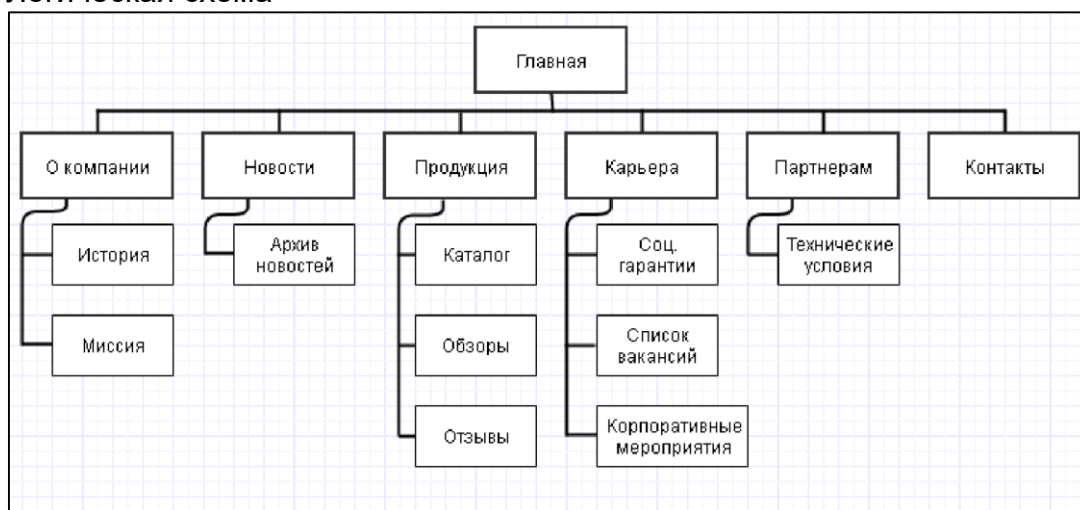 Логическая схема
Главная
О компании
Новости
Продукция
Карьера
Партнерам
Контакты
История
Архив
новостей
Каталог
Соц.
гарантии
Технические
условия
Миссия
Обзоры
Список
вакансий
Отзывы
Корпоративные
мероприятия